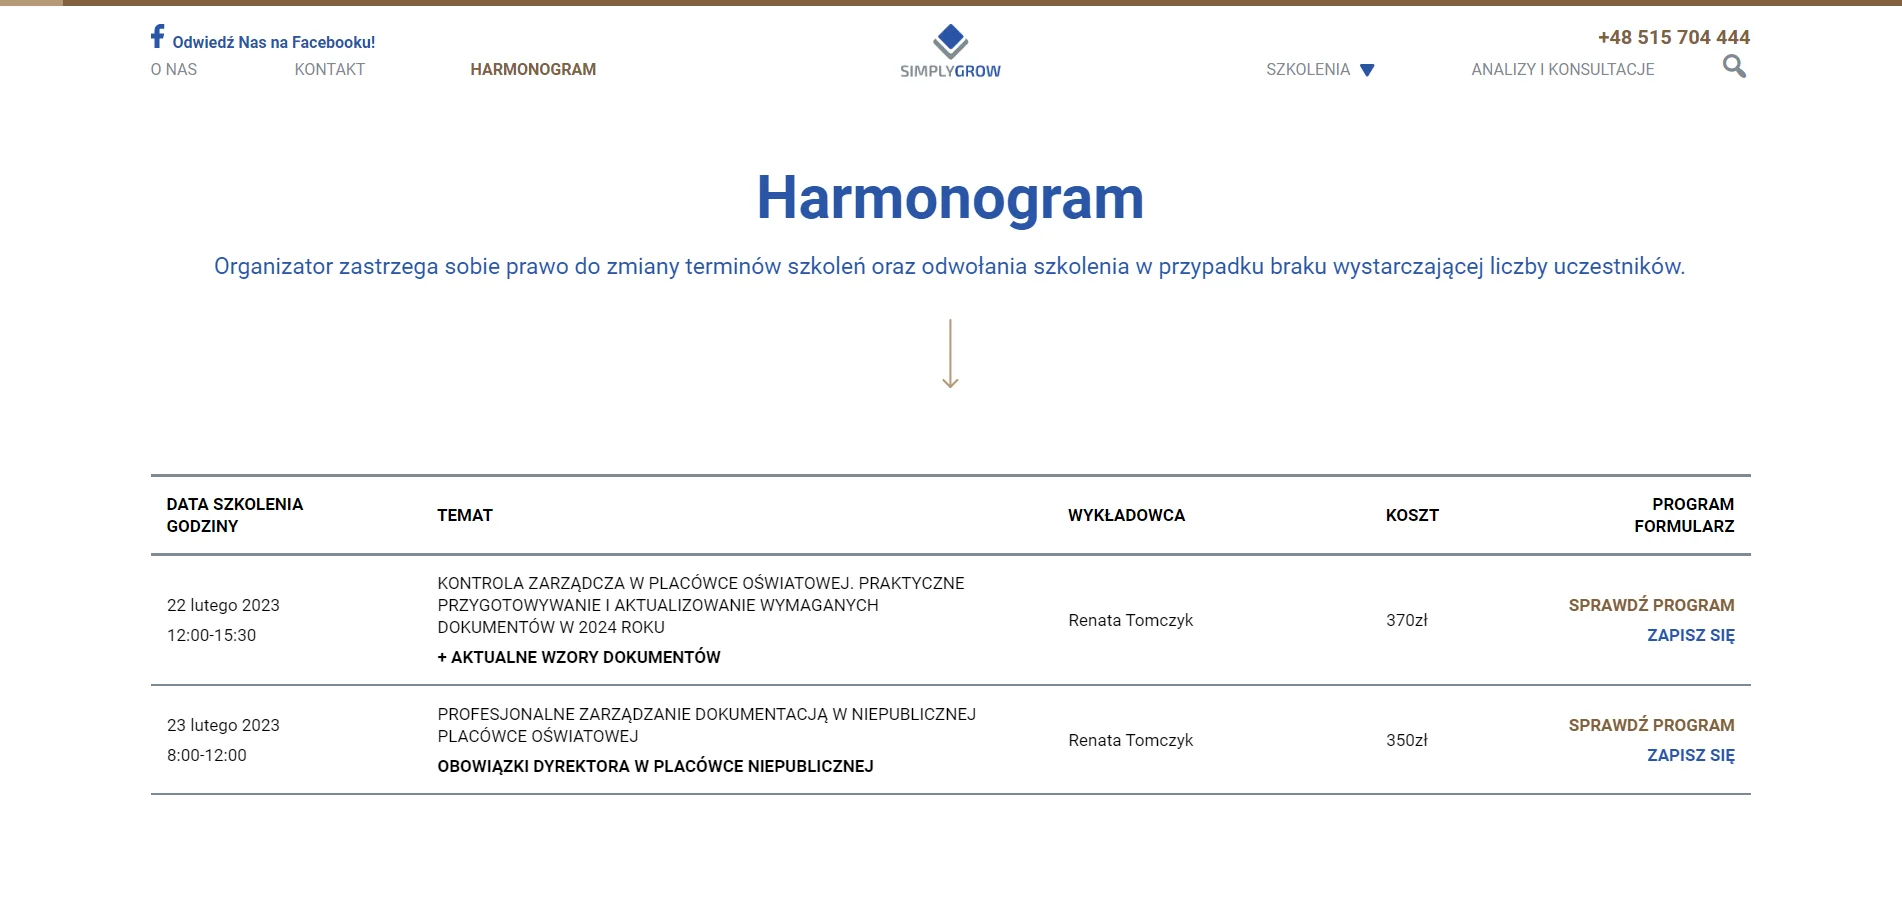 Odwiedź Nas na Facebooku!
+48 515 704 444
O NAS
KONTAKT
HARMONOGRAM
SIMPLYGROW
SZKOLENIA
ANALIZY I KONSULTACJE
Harmonogram
Organizator zastrzega sobie prawo do zmiany terminów szkoleń oraz odwołania szkolenia w przypadku braku wystarczającej liczby uczestników.
DATA SZKOLENIA
GODZINY
TEMAT
WYKŁADOWCA
KOSZT
PROGRAM
FORMULARZ
22 lutego 2023
12:00-15:30
KONTROLA ZARZĄDCZA W PLACÓWCE OŚWIATOWEJ. PRAKTYCZNE
PRZYGOTOWYWANIE I AKTUALIZOWANIE WYMAGANYCH
DOKUMENTÓW W 2024 ROKU
+ AKTUALNE WZORY DOKUMENTÓW
Renata Tomczyk
370zł
SPRAWDŹ PROGRAM
ZAPISZ SIĘ
23 lutego 2023
8:00-12:00
PROFESJONALNE ZARZĄDZANIE DOKUMENTACJĄ W NIEPUBLICZNEJ
PLACÓWCE OŚWIATOWEJ
OBOWIĄZKI DYREKTORA W PLACÓWCE NIEPUBLICZNEJ
Renata Tomczyk
350zł
SPRAWDŹ PROGRAM
ZAPISZ SIĘ